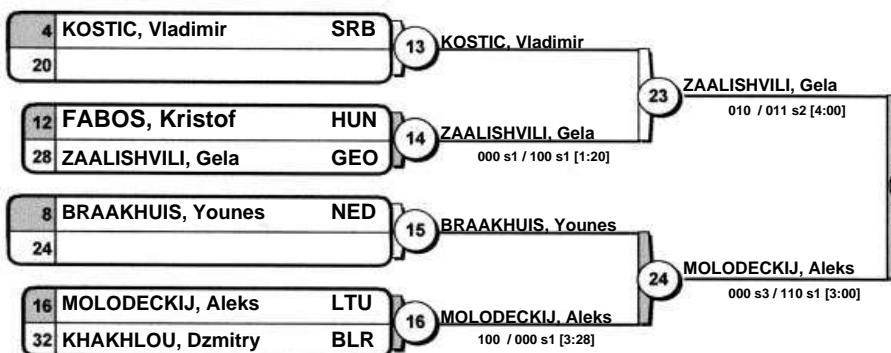 4 KOSTIC, Vladimir SRB
20
13
KOSTIC, Vladimir
12 FABOS, Kristof HUN
28 ZAALISHVILI, Gela GEO
14
ZAALISHVILI, Gela
000 s1 / 100 s1 [1:20]
23
ZAALISHVILI, Gela
010 / 011 s2 [4:00]
8 BRAAKHUIS, Younes NED
24
15
BRAAKHUIS, Younes
16 MOLODECKIJ, Aleks LTU
32 KHAKHLOU, Dzmitry BLR
16
MOLODECKIJ, Aleks
100 / 000 s1 [3:28]
24
MOLODECKIJ, Aleks
000 s3 / 110 s1 [3:00]